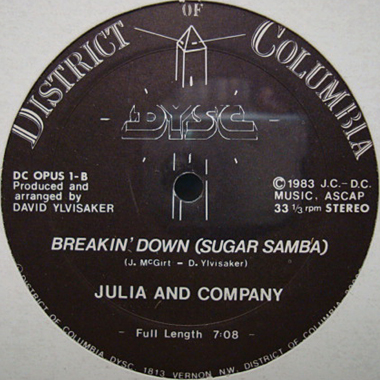 DISTRICT OF COLUMBIA
DYSC
DC OPUS 1-B
Produced and
arranged by
DAVID YLVISAKER
©1983 J.C.-D.C.
MUSIC, ASCAP
33 1/3 rpm STEREO
BREAKIN' DOWN (SUGAR SAMBA)
(J. McGirt - D. Ylvisaker)
JULIA AND COMPANY
- Full Length 7:08 -
DISTRICT OF COLUMBIA DYSC 1813 VERNON N.W. DISTRICT OF COLUMBIA